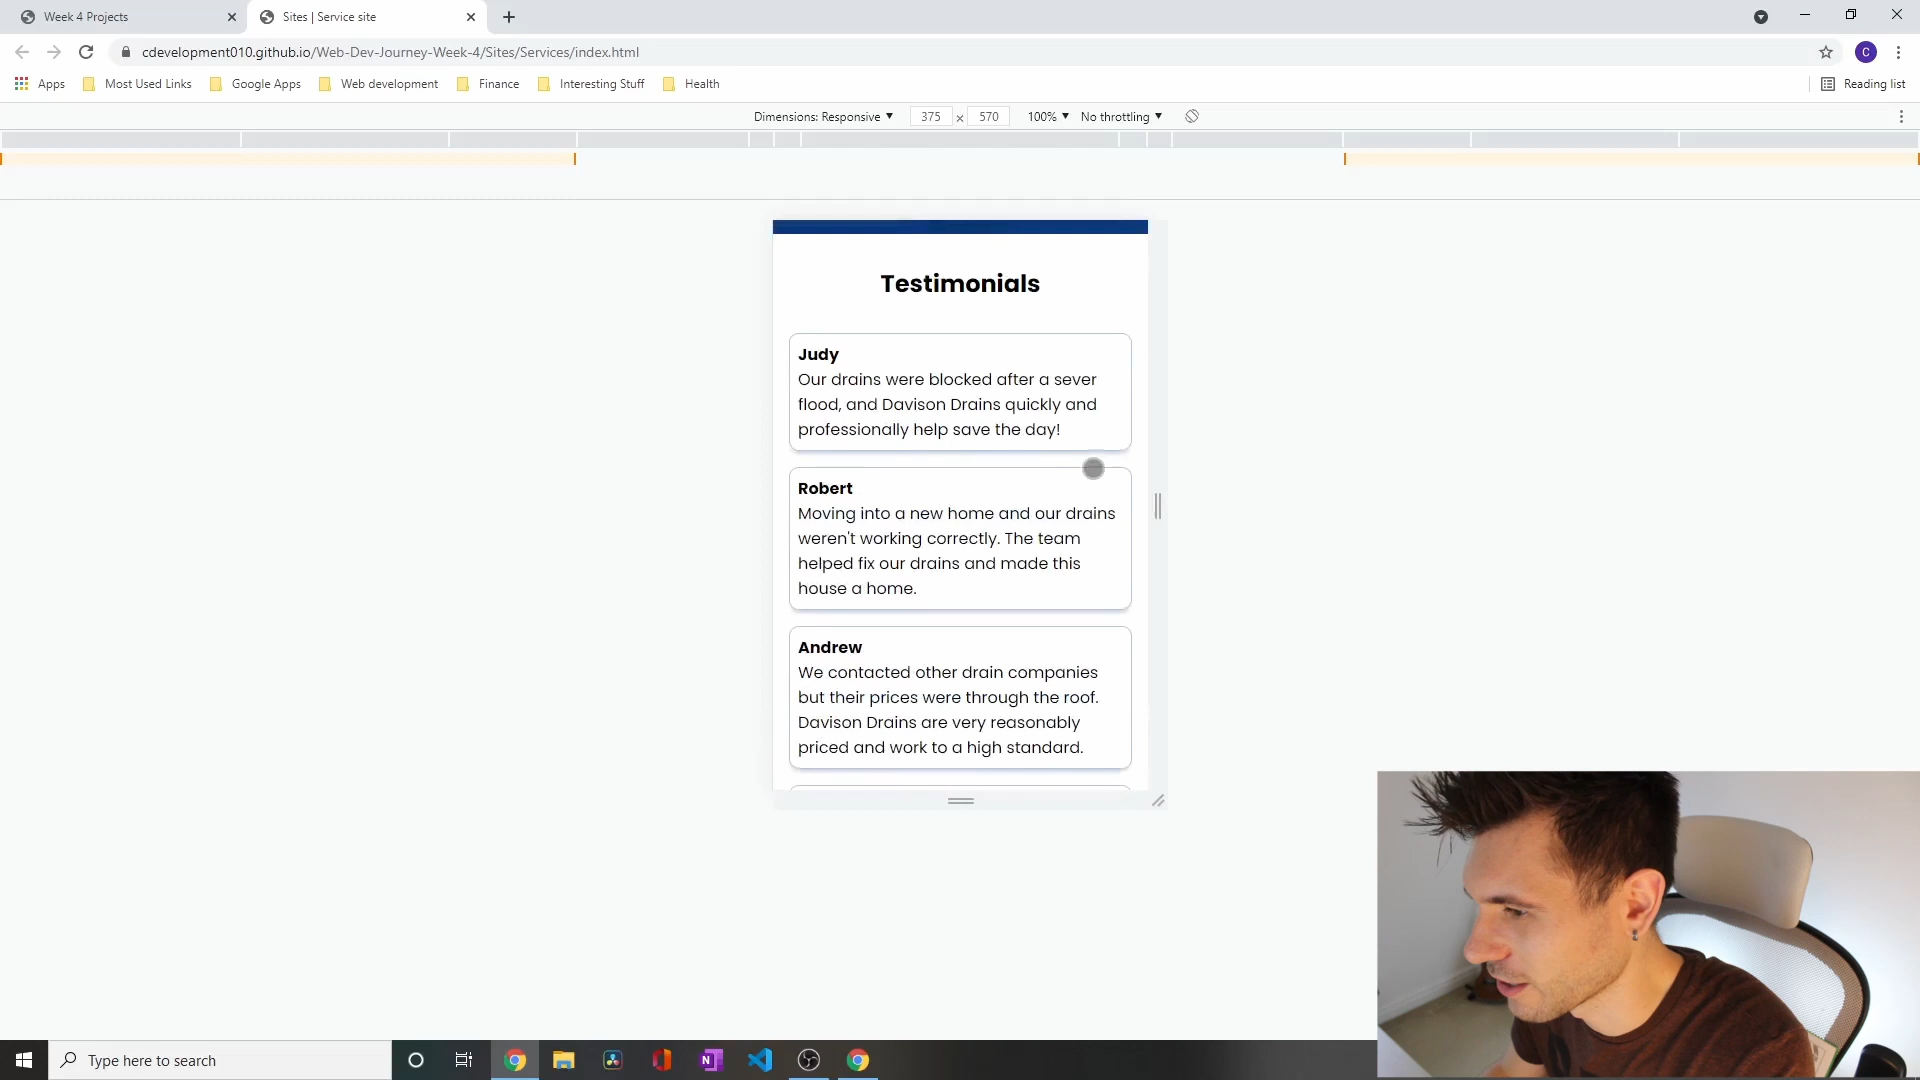 Week 4 Projects
Sites | Service site
cdevelopment010.github.io/Web-Dev-Journey-Week-4/Sites/Services/index.html
C
Apps
Most Used Links
Google Apps
Web development
Finance
Interesting Stuff
Health
Reading list
Dimensions: Responsive
375
x
570
100%
No throttling
Testimonials
Judy
Our drains were blocked after a sever
flood, and Davison Drains quickly and
professionally help save the day!
Robert
Moving into a new home and our drains
weren't working correctly. The team
helped fix our drains and made this
house a home.
Andrew
We contacted other drain companies
but their prices were through the roof.
Davison Drains are very reasonably
priced and work to a high standard.
Type here to search
N